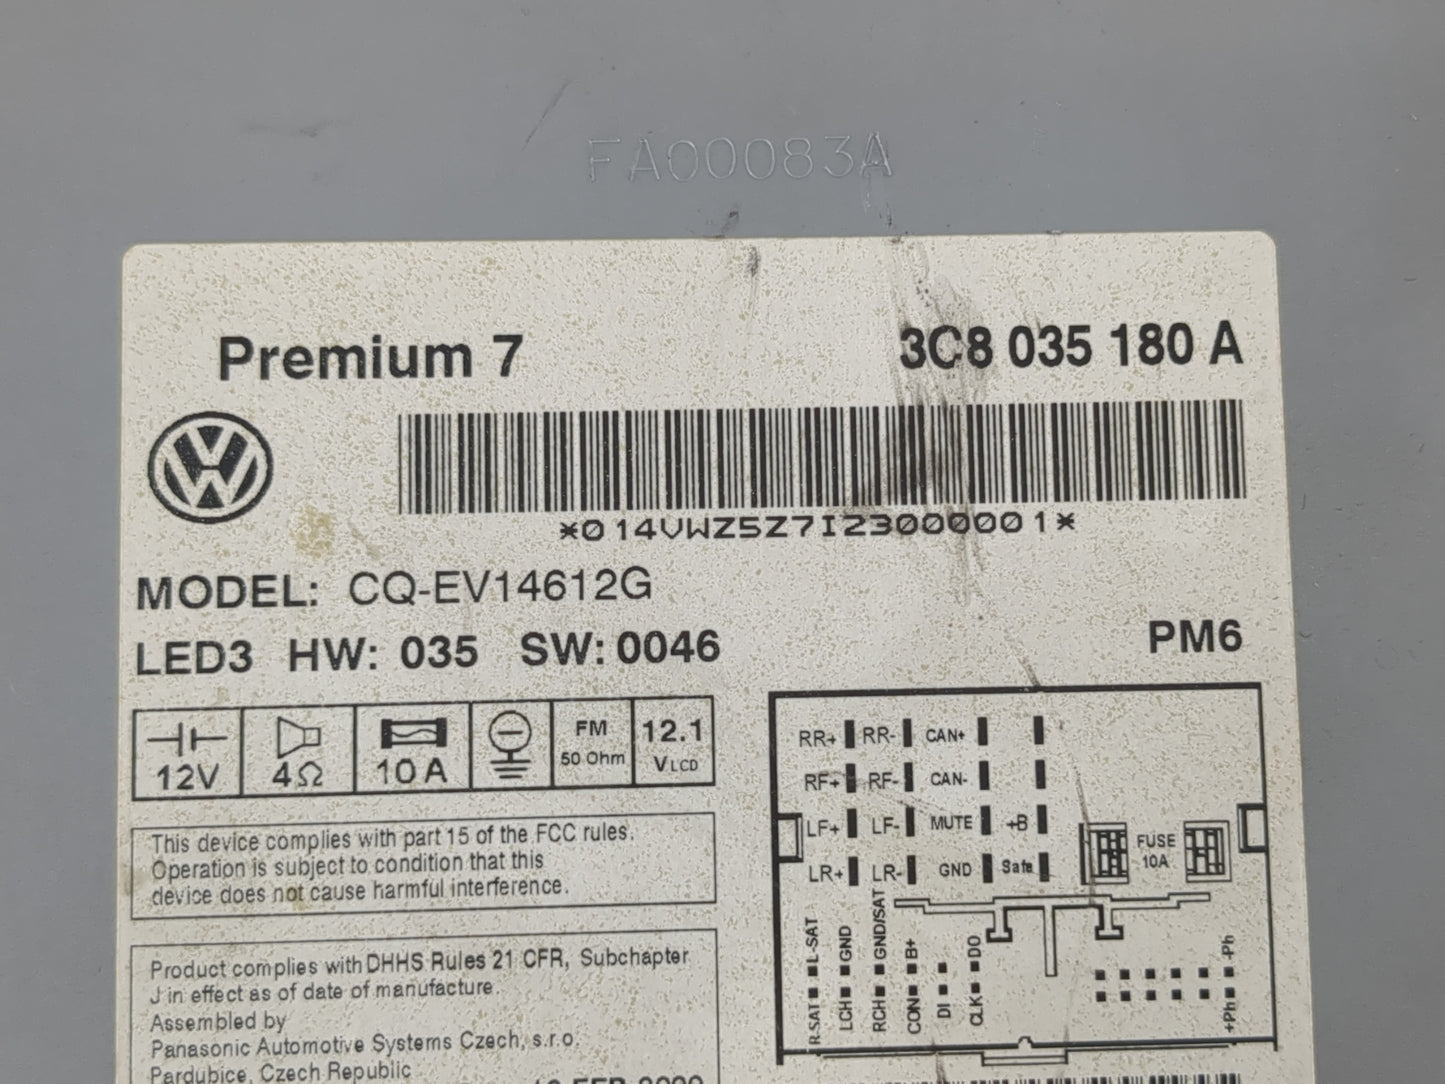 FA00083A
Premium 7
3C8 035 180 A
*014VWZ5Z7I23000001*
MODEL: CQ-EV14612G
LED3 HW: 035 SW: 0046
PM6
12V
4Ω
10A
FM
50 Ohm
12.1
VLCD
This device complies with part 15 of the FCC rules.
Operation is subject to condition that this
device does not cause harmful interference.
Product complies with DHHS Rules 21 CFR, Subchapter
J in effect as of date of manufacture.
Assembled by
Panasonic Automotive Systems Czech, s.r.o.
Pardubice, Czech Republic
RR+ RR- CAN+
RF+ RF- CAN-
LF+ LF- MUTE +B
LR+ LR- GND Safe
FUSE
10A
R.SAT L-SAT
LCH GND
RCH GND/SAT
CON B+
DI
CLK DO
+Ph -Ph